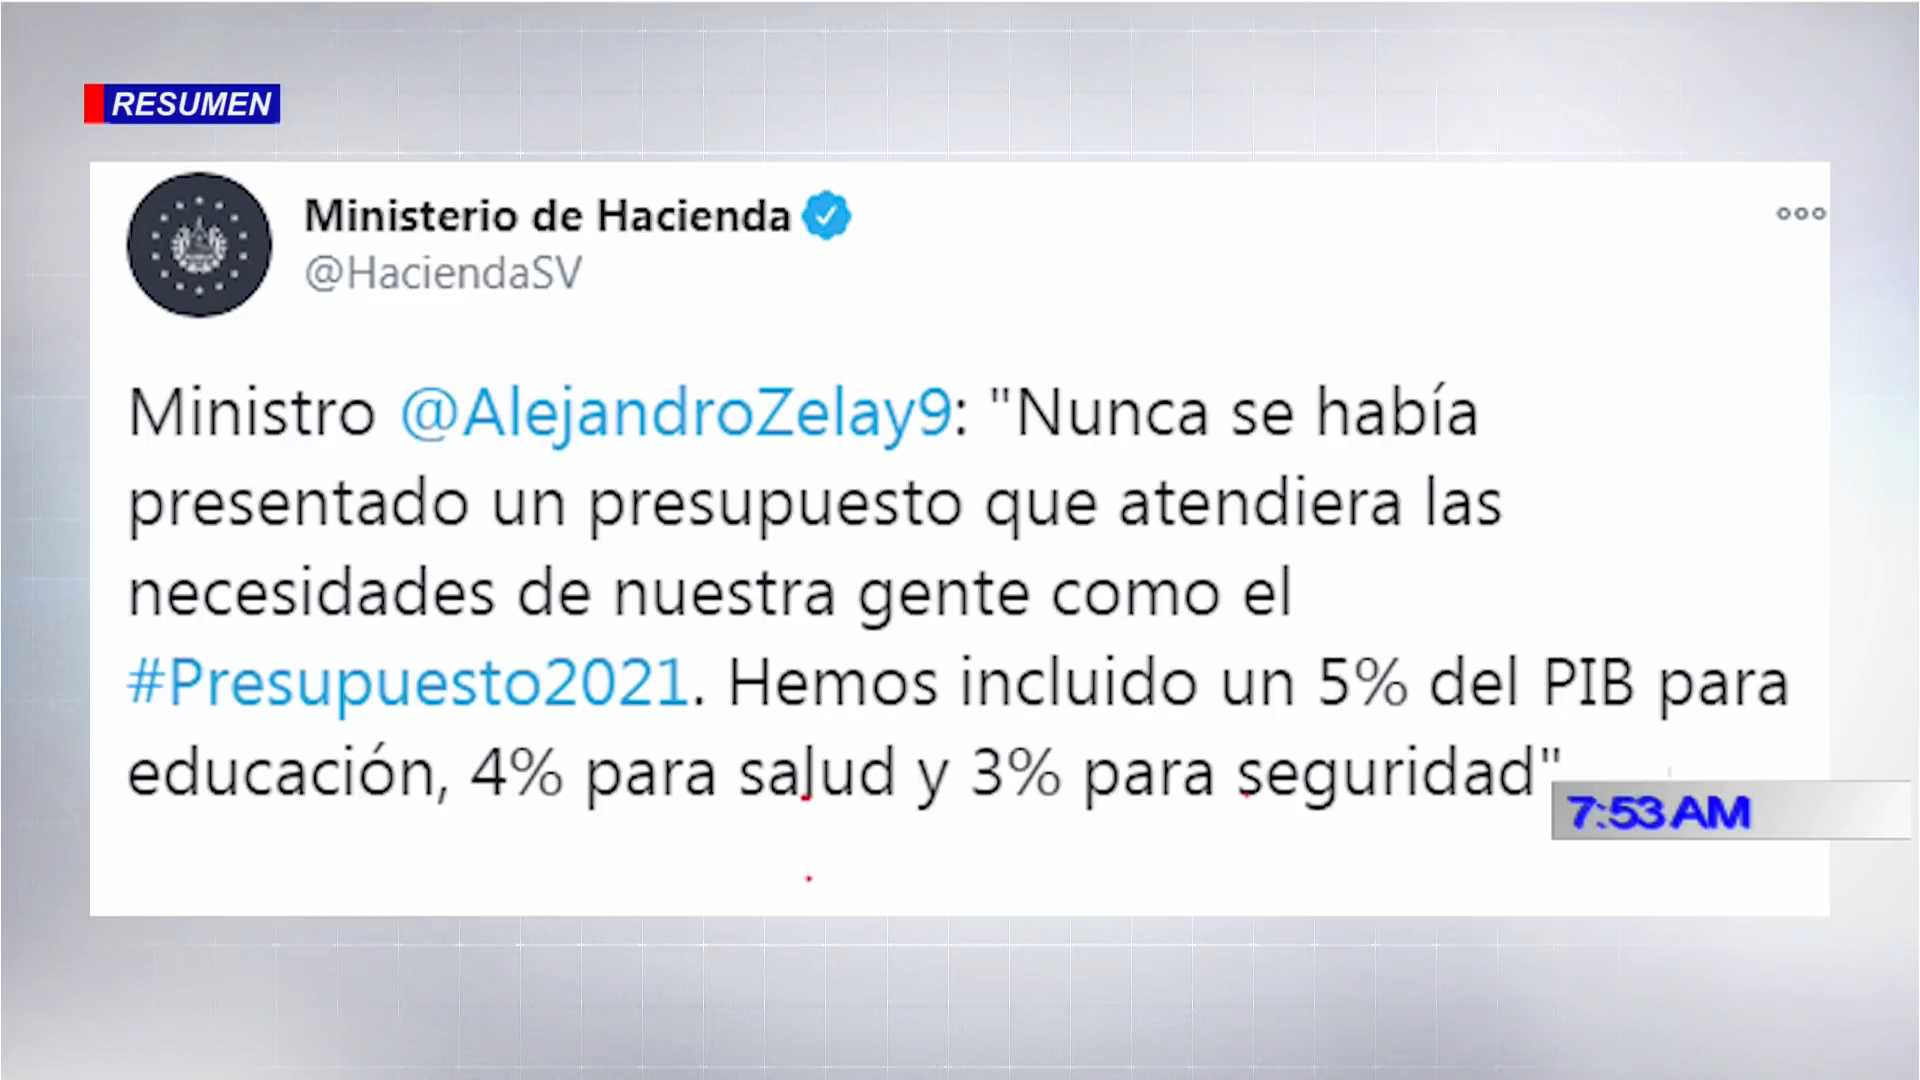 RESUMEN
Ministerio de Hacienda
@HaciendaSV
Ministro @AlejandroZelay9: "Nunca se había
presentado un presupuesto que atendiera las
necesidades de nuestra gente como el
#Presupuesto2021. Hemos incluido un 5% del PIB para
educación, 4% para salud y 3% para seguridad"
7:53 AM